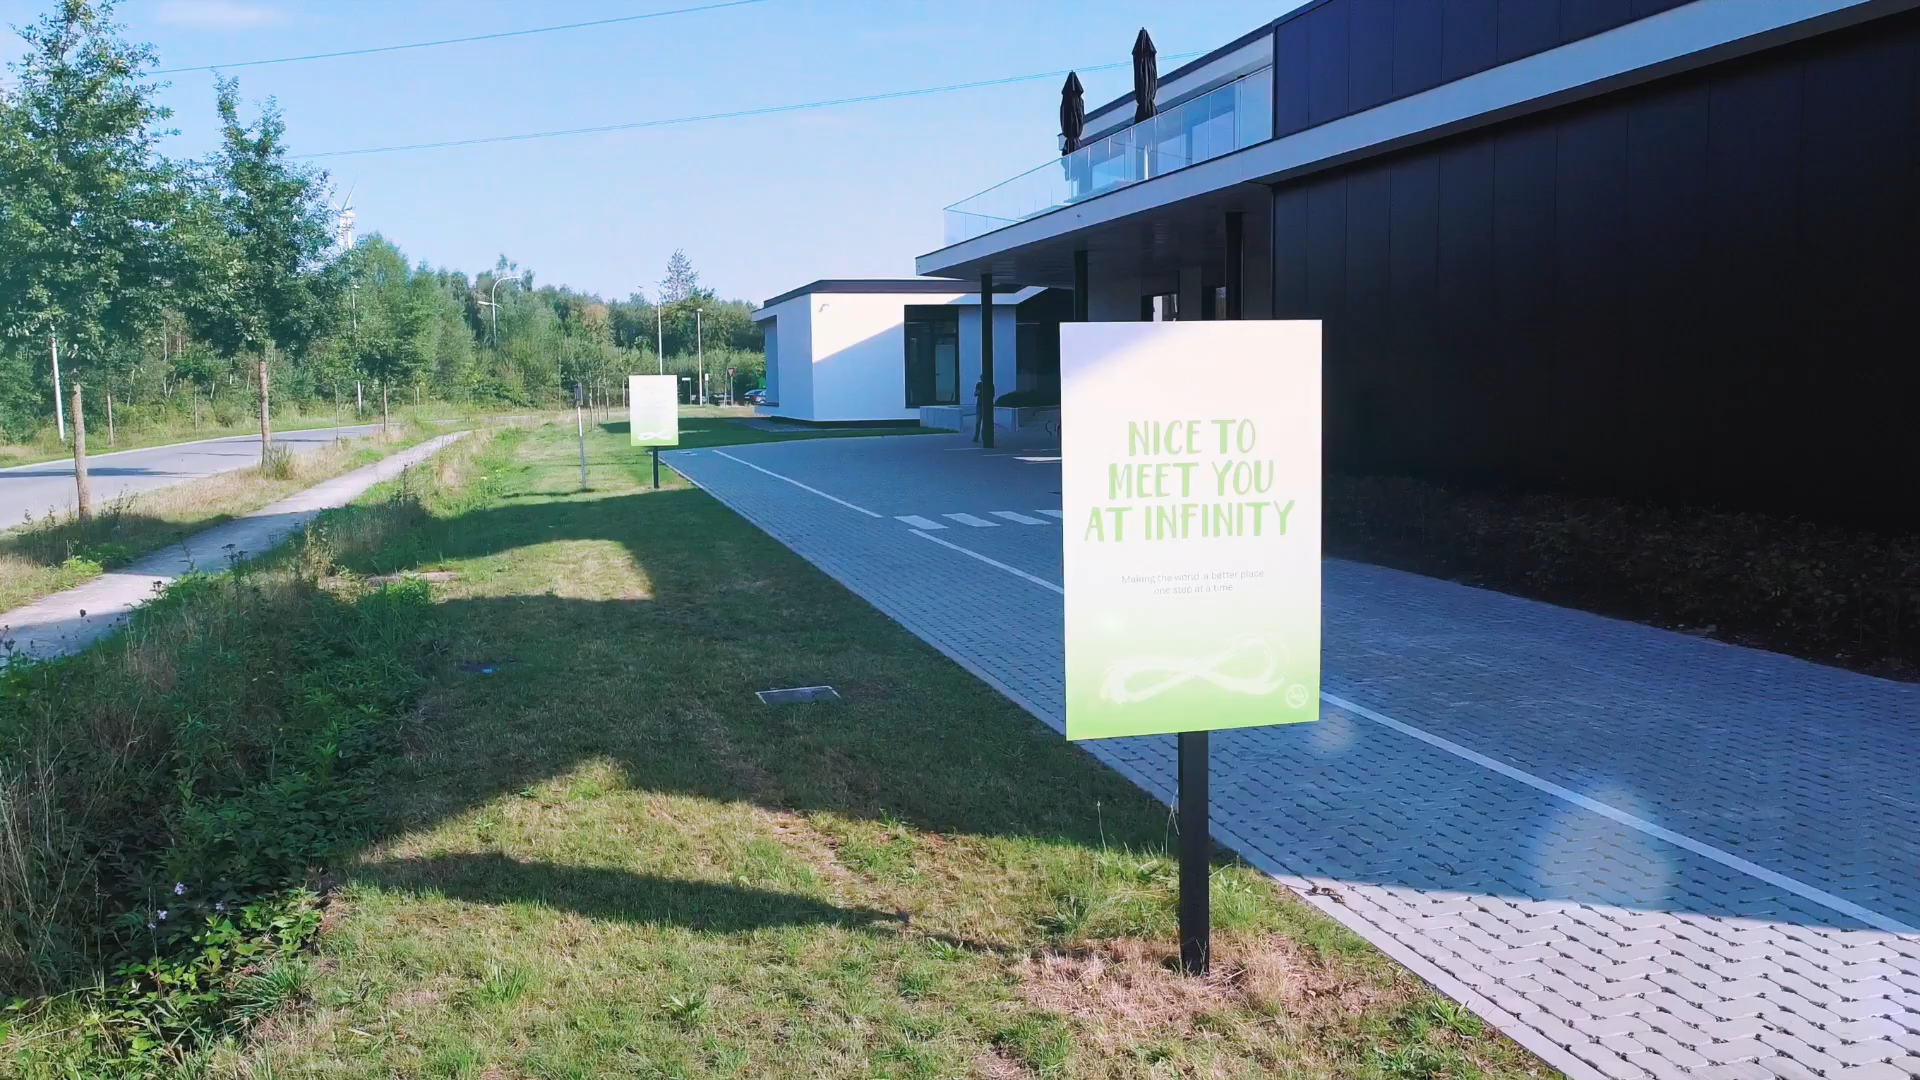 NICE TO
MEET YOU
AT INFINITY
Making the world a better place
one stop at a time